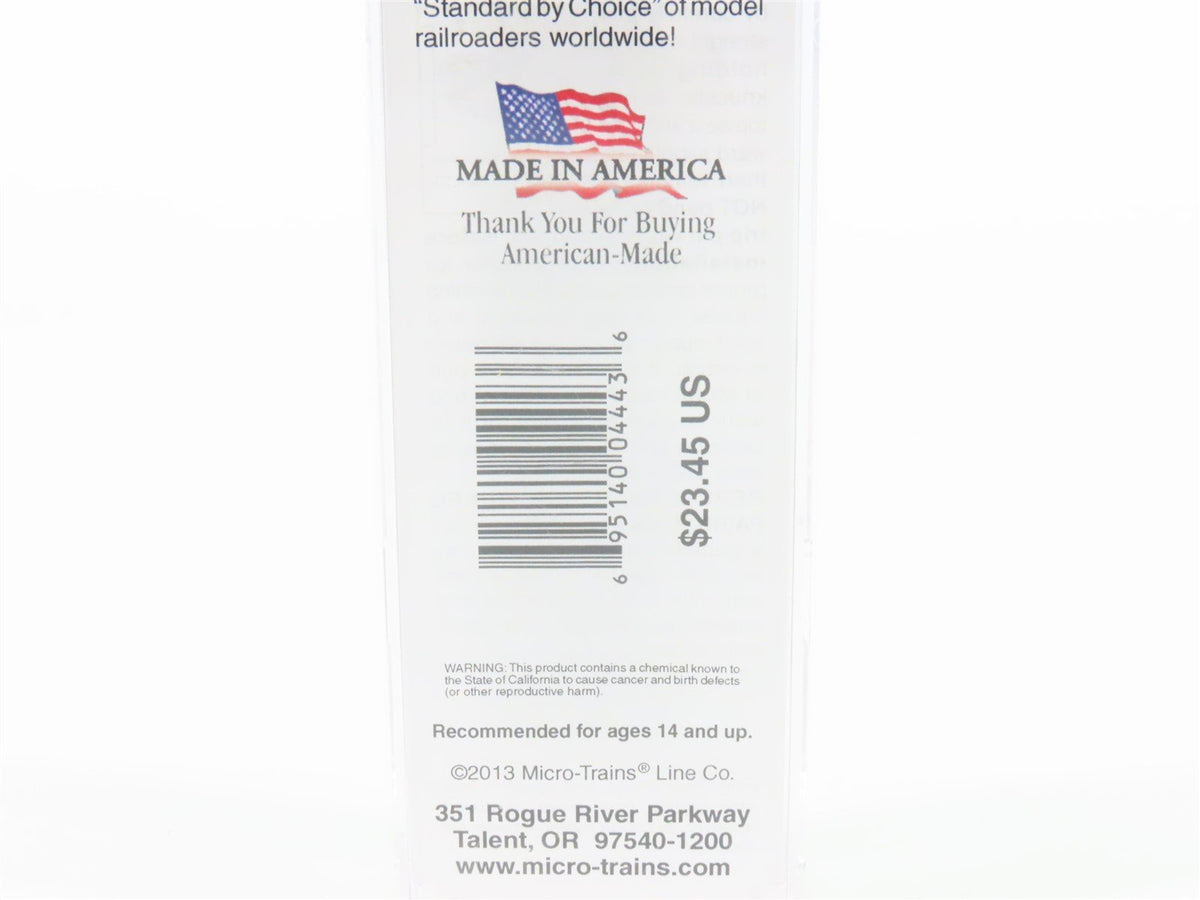 "Standard by Choice" of model
railroaders worldwide!
MADE IN AMERICA
Thank You For Buying
American-Made
6 95140 04443 6
$23.45 US
WARNING: This product contains a chemical known to
the State of California to cause cancer and birth defects
(or other reproductive harm).
Recommended for ages 14 and up.
©2013 Micro-Trains® Line Co.
351 Rogue River Parkway
Talent, OR 97540-1200
www.micro-trains.com